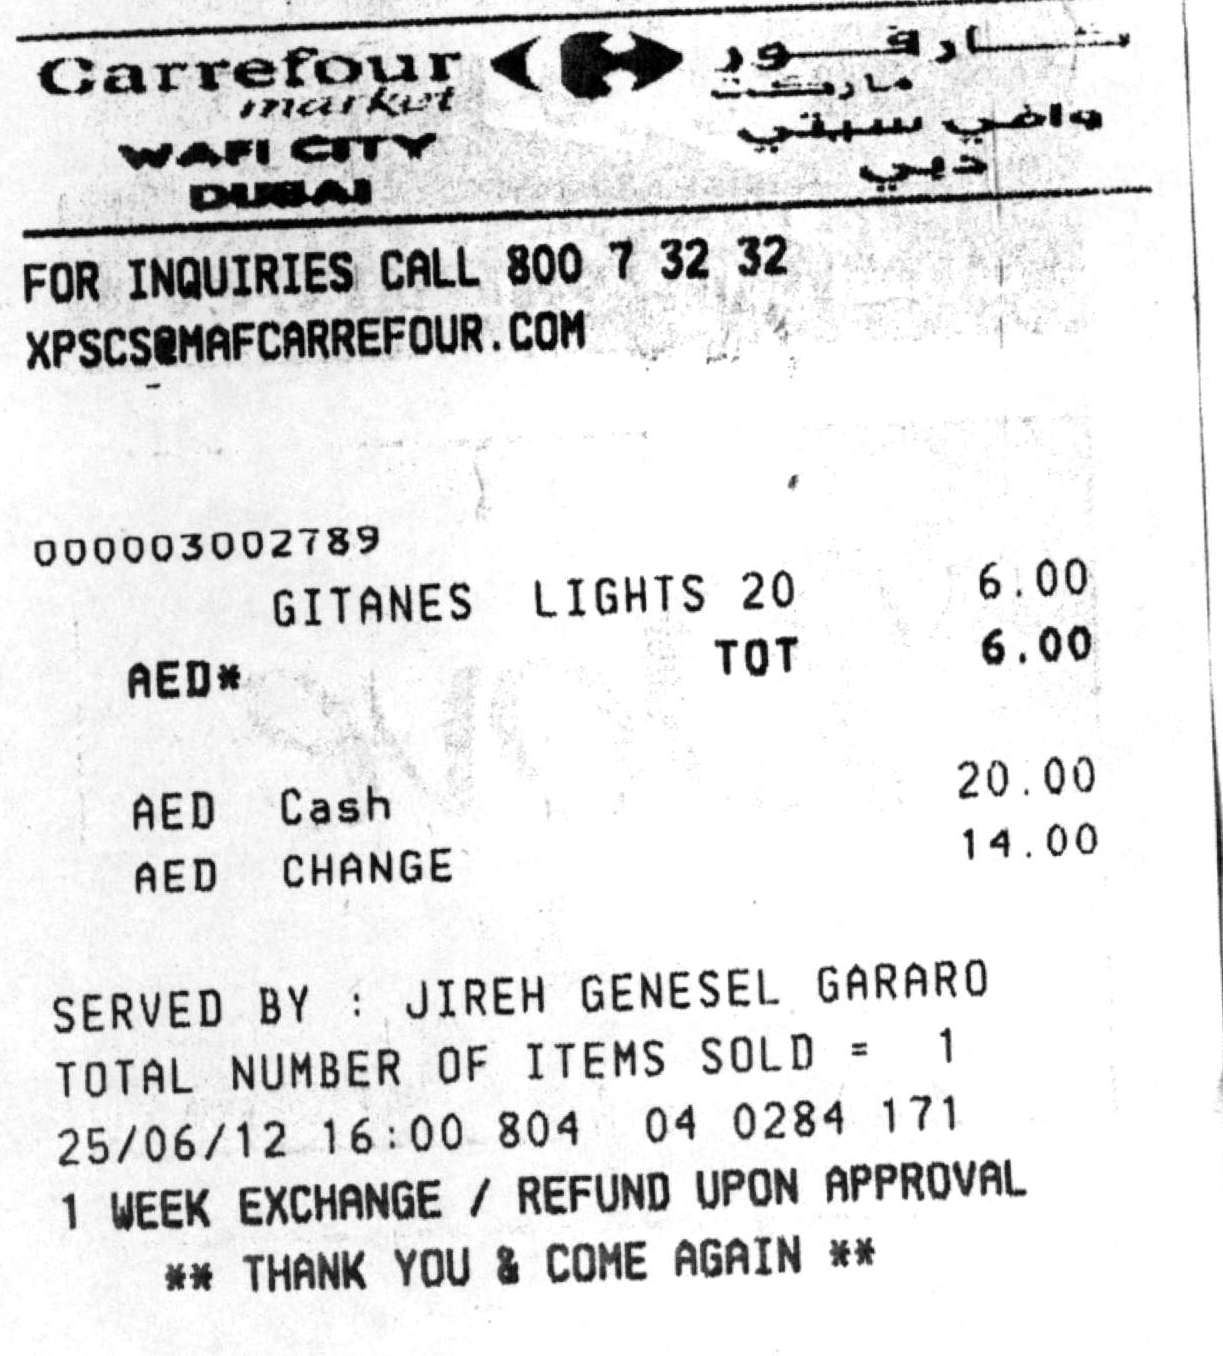 Carrefour
market
WAFI CITY
DUBAI
كارفور
ماركت
وافي سيتي
دبي
FOR INQUIRIES CALL 800 7 32 32
XPSCS@MAFCARREFOUR.COM
000003002789
GITANES LIGHTS 20 6.00
AED* TOT 6.00
AED Cash 20.00
AED CHANGE 14.00
SERVED BY : JIREH GENESEL GARARO
TOTAL NUMBER OF ITEMS SOLD = 1
25/06/12 16:00 804 04 0284 171
1 WEEK EXCHANGE / REFUND UPON APPROVAL
** THANK YOU & COME AGAIN **